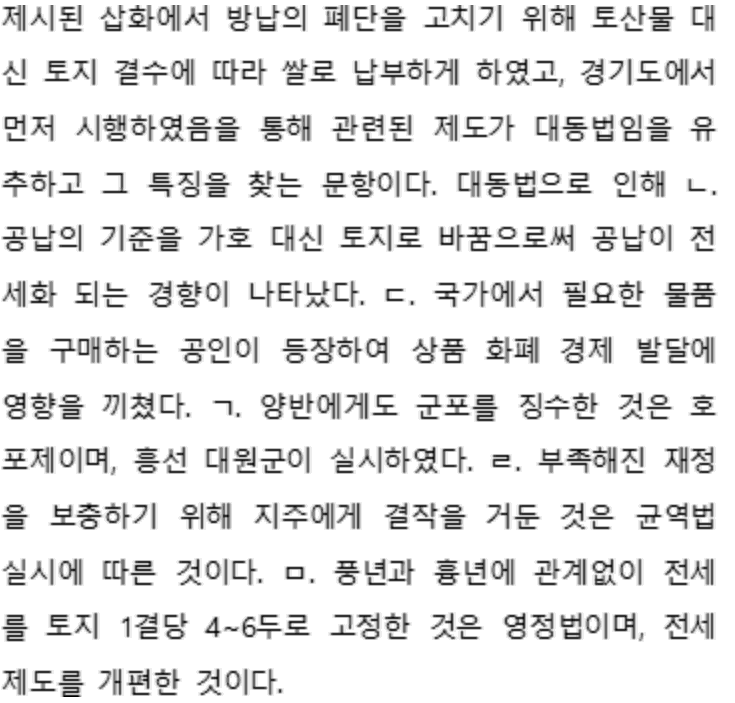 제시된 삽화에서 방납의 폐단을 고치기 위해 토산물 대
신 토지 결수에 따라 쌀로 납부하게 하였고, 경기도에서
먼저 시행하였음을 통해 관련된 제도가 대동법임을 유
추하고 그 특징을 찾는 문항이다. 대동법으로 인해 ㄴ.
공납의 기준을 가호 대신 토지로 바꿈으로써 공납이 전
세화 되는 경향이 나타났다. ㄷ. 국가에서 필요한 물품
을 구매하는 공인이 등장하여 상품 화폐 경제 발달에
영향을 끼쳤다. ㄱ. 양반에게도 군포를 징수한 것은 호
포제이며, 흥선 대원군이 실시하였다. ㄹ. 부족해진 재정
을 보충하기 위해 지주에게 결작을 거둔 것은 균역법
실시에 따른 것이다. ㅁ. 풍년과 흉년에 관계없이 전세
를 토지 1결당 4~6두로 고정한 것은 영정법이며, 전세
제도를 개편한 것이다.